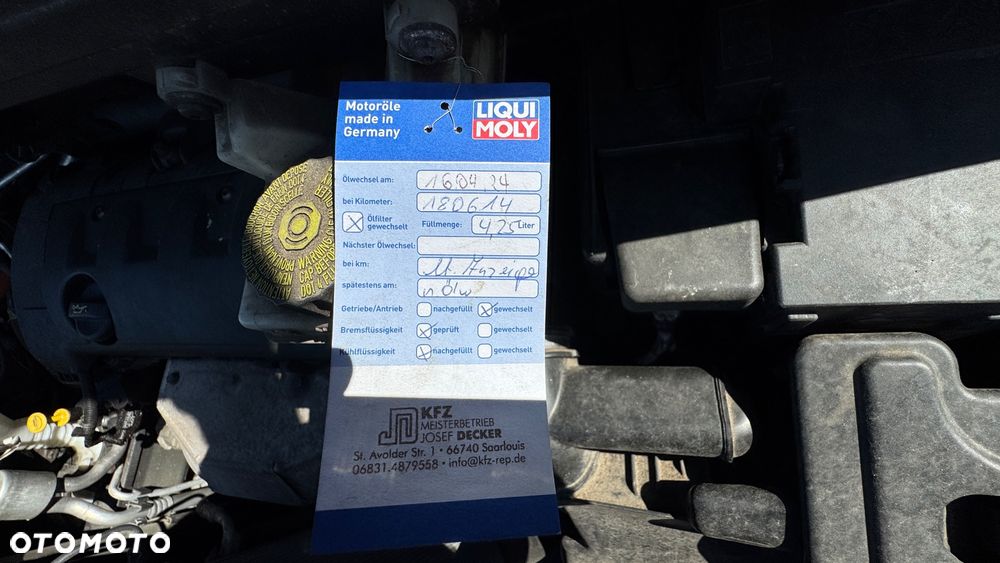 Motoröle
made in
Germany
LIQUI
MOLY
Ölwechsel am: 16.04.24
bei Kilometer: 180614
Ölfilter
gewechselt
Füllmenge: 4,25 Liter
Nächster Ölwechsel:
bei km: lt. Anzeige
spätestens am:
Getriebe/Antrieb nachgefüllt gewechselt
Bremsflüssigkeit geprüft gewechselt
Kühlflüssigkeit nachgefüllt gewechselt
KFZ
MEISTERBETRIEB
JOSEF DECKER
St. Avolder Str. 1 • 66740 Saarlouis
06831.4879558 • info@kfz-rep.de
OTOMOTO